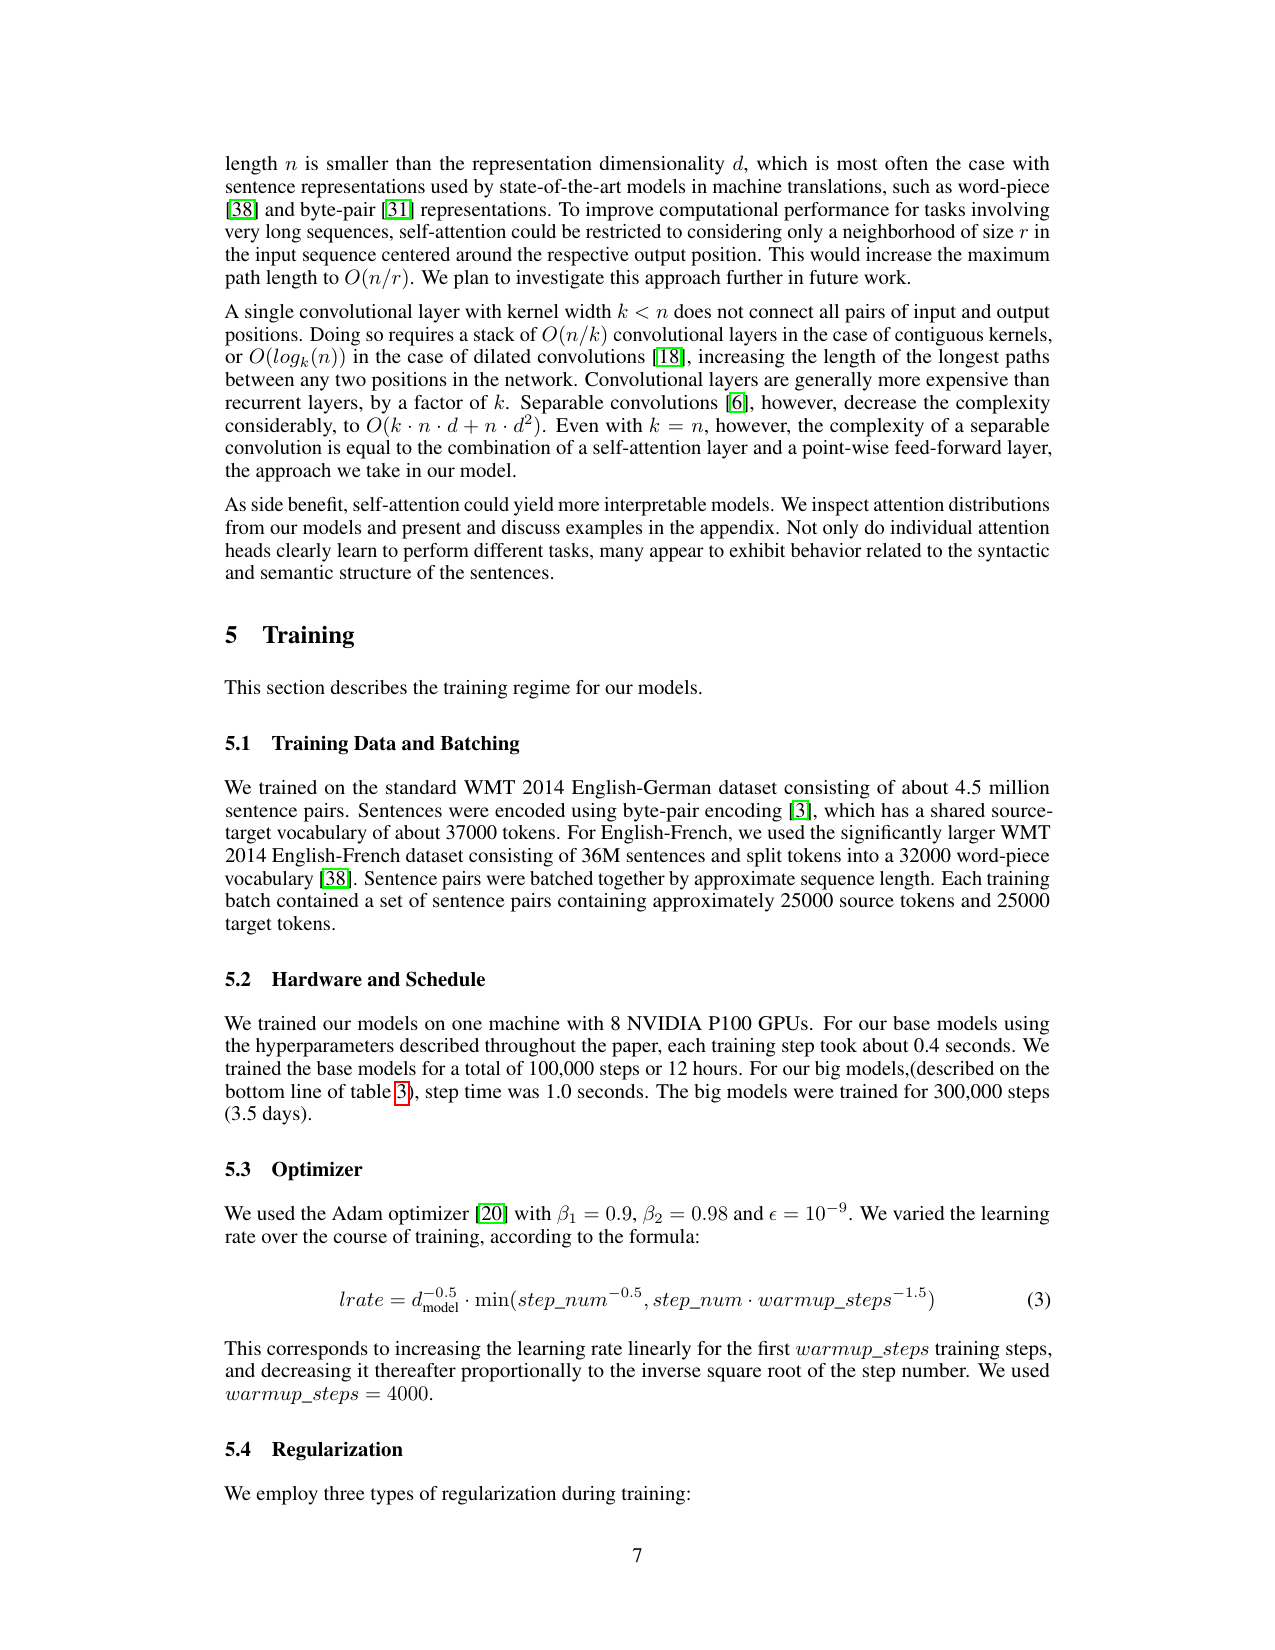 length n is smaller than the representation dimensionality d, which is most often the case with
sentence representations used by state-of-the-art models in machine translations, such as word-piece
[38] and byte-pair [31] representations. To improve computational performance for tasks involving
very long sequences, self-attention could be restricted to considering only a neighborhood of size r in
the input sequence centered around the respective output position. This would increase the maximum
path length to O(n/r). We plan to investigate this approach further in future work.
A single convolutional layer with kernel width k < n does not connect all pairs of input and output
positions. Doing so requires a stack of O(n/k) convolutional layers in the case of contiguous kernels,
or O(logₖ(n)) in the case of dilated convolutions [18], increasing the length of the longest paths
between any two positions in the network. Convolutional layers are generally more expensive than
recurrent layers, by a factor of k. Separable convolutions [6], however, decrease the complexity
considerably, to O(k · n · d + n · d²). Even with k = n, however, the complexity of a separable
convolution is equal to the combination of a self-attention layer and a point-wise feed-forward layer,
the approach we take in our model.
As side benefit, self-attention could yield more interpretable models. We inspect attention distributions
from our models and present and discuss examples in the appendix. Not only do individual attention
heads clearly learn to perform different tasks, many appear to exhibit behavior related to the syntactic
and semantic structure of the sentences.
5 Training
This section describes the training regime for our models.
5.1 Training Data and Batching
We trained on the standard WMT 2014 English-German dataset consisting of about 4.5 million
sentence pairs. Sentences were encoded using byte-pair encoding [3], which has a shared source-
target vocabulary of about 37000 tokens. For English-French, we used the significantly larger WMT
2014 English-French dataset consisting of 36M sentences and split tokens into a 32000 word-piece
vocabulary [38]. Sentence pairs were batched together by approximate sequence length. Each training
batch contained a set of sentence pairs containing approximately 25000 source tokens and 25000
target tokens.
5.2 Hardware and Schedule
We trained our models on one machine with 8 NVIDIA P100 GPUs. For our base models using
the hyperparameters described throughout the paper, each training step took about 0.4 seconds. We
trained the base models for a total of 100,000 steps or 12 hours. For our big models,(described on the
bottom line of table 3), step time was 1.0 seconds. The big models were trained for 300,000 steps
(3.5 days).
5.3 Optimizer
We used the Adam optimizer [20] with β₁ = 0.9, β₂ = 0.98 and ϵ = 10⁻⁹. We varied the learning
rate over the course of training, according to the formula:
lrate = d_model^−0.5 · min(step_num^−0.5, step_num · warmup_steps^−1.5) (3)
This corresponds to increasing the learning rate linearly for the first warmup_steps training steps,
and decreasing it thereafter proportionally to the inverse square root of the step number. We used
warmup_steps = 4000.
5.4 Regularization
We employ three types of regularization during training:
7